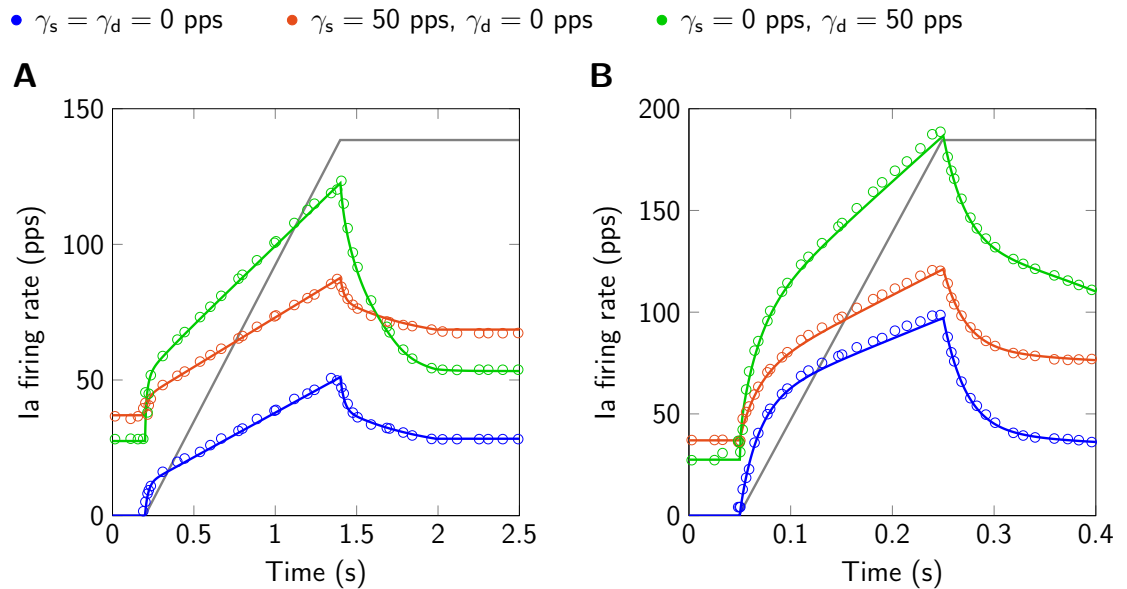 γs = γd = 0 pps
γs = 50 pps, γd = 0 pps
γs = 0 pps, γd = 50 pps
A
B
150
100
50
0
Ia firing rate (pps)
0 0.5 1 1.5 2 2.5
Time (s)
200
150
100
50
0
Ia firing rate (pps)
0 0.1 0.2 0.3 0.4
Time (s)